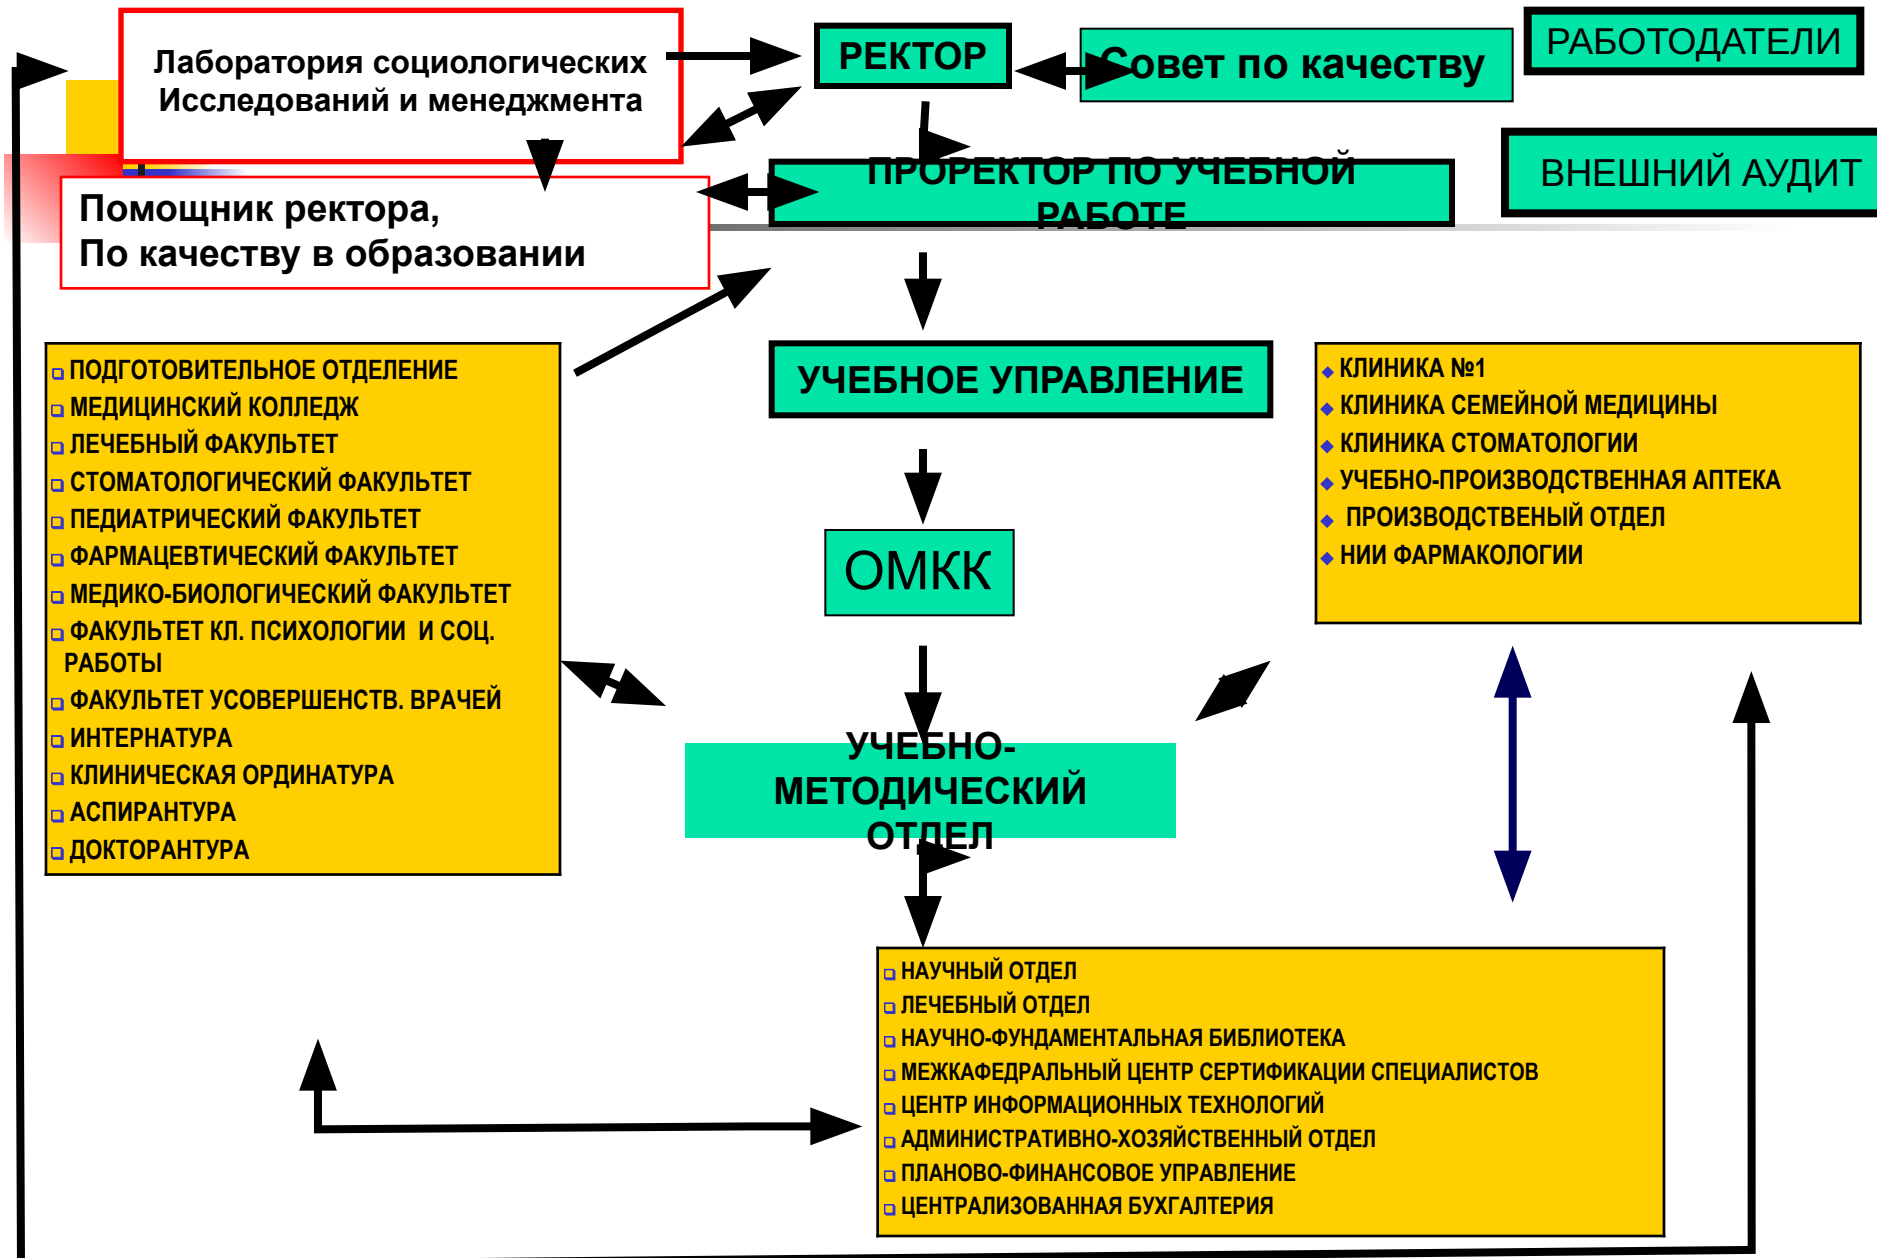 Лаборатория социологических
Исследований и менеджмента
РЕКТОР
Совет по качеству
РАБОТОДАТЕЛИ
ВНЕШНИЙ АУДИТ
ПРОРЕКТОР ПО УЧЕБНОЙ
РАБОТЕ
Помощник ректора,
По качеству в образовании
УЧЕБНОЕ УПРАВЛЕНИЕ
ПОДГОТОВИТЕЛЬНОЕ ОТДЕЛЕНИЕ
МЕДИЦИНСКИЙ КОЛЛЕДЖ
ЛЕЧЕБНЫЙ ФАКУЛЬТЕТ
СТОМАТОЛОГИЧЕСКИЙ ФАКУЛЬТЕТ
ПЕДИАТРИЧЕСКИЙ ФАКУЛЬТЕТ
ФАРМАЦЕВТИЧЕСКИЙ ФАКУЛЬТЕТ
МЕДИКО-БИОЛОГИЧЕСКИЙ ФАКУЛЬТЕТ
ФАКУЛЬТЕТ КЛ. ПСИХОЛОГИИ И СОЦ.
РАБОТЫ
ФАКУЛЬТЕТ УСОВЕРШЕНСТВ. ВРАЧЕЙ
ИНТЕРНАТУРА
КЛИНИЧЕСКАЯ ОРДИНАТУРА
АСПИРАНТУРА
ДОКТОРАНТУРА
КЛИНИКА №1
КЛИНИКА СЕМЕЙНОЙ МЕДИЦИНЫ
КЛИНИКА СТОМАТОЛОГИИ
УЧЕБНО-ПРОИЗВОДСТВЕННАЯ АПТЕКА
ПРОИЗВОДСТВЕНЫЙ ОТДЕЛ
НИИ ФАРМАКОЛОГИИ
ОМКК
УЧЕБНО-
МЕТОДИЧЕСКИЙ
ОТДЕЛ
НАУЧНЫЙ ОТДЕЛ
ЛЕЧЕБНЫЙ ОТДЕЛ
НАУЧНО-ФУНДАМЕНТАЛЬНАЯ БИБЛИОТЕКА
МЕЖКАФЕДРАЛЬНЫЙ ЦЕНТР СЕРТИФИКАЦИИ СПЕЦИАЛИСТОВ
ЦЕНТР ИНФОРМАЦИОННЫХ ТЕХНОЛОГИЙ
АДМИНИСТРАТИВНО-ХОЗЯЙСТВЕННЫЙ ОТДЕЛ
ПЛАНОВО-ФИНАНСОВОЕ УПРАВЛЕНИЕ
ЦЕНТРАЛИЗОВАННАЯ БУХГАЛТЕРИЯ